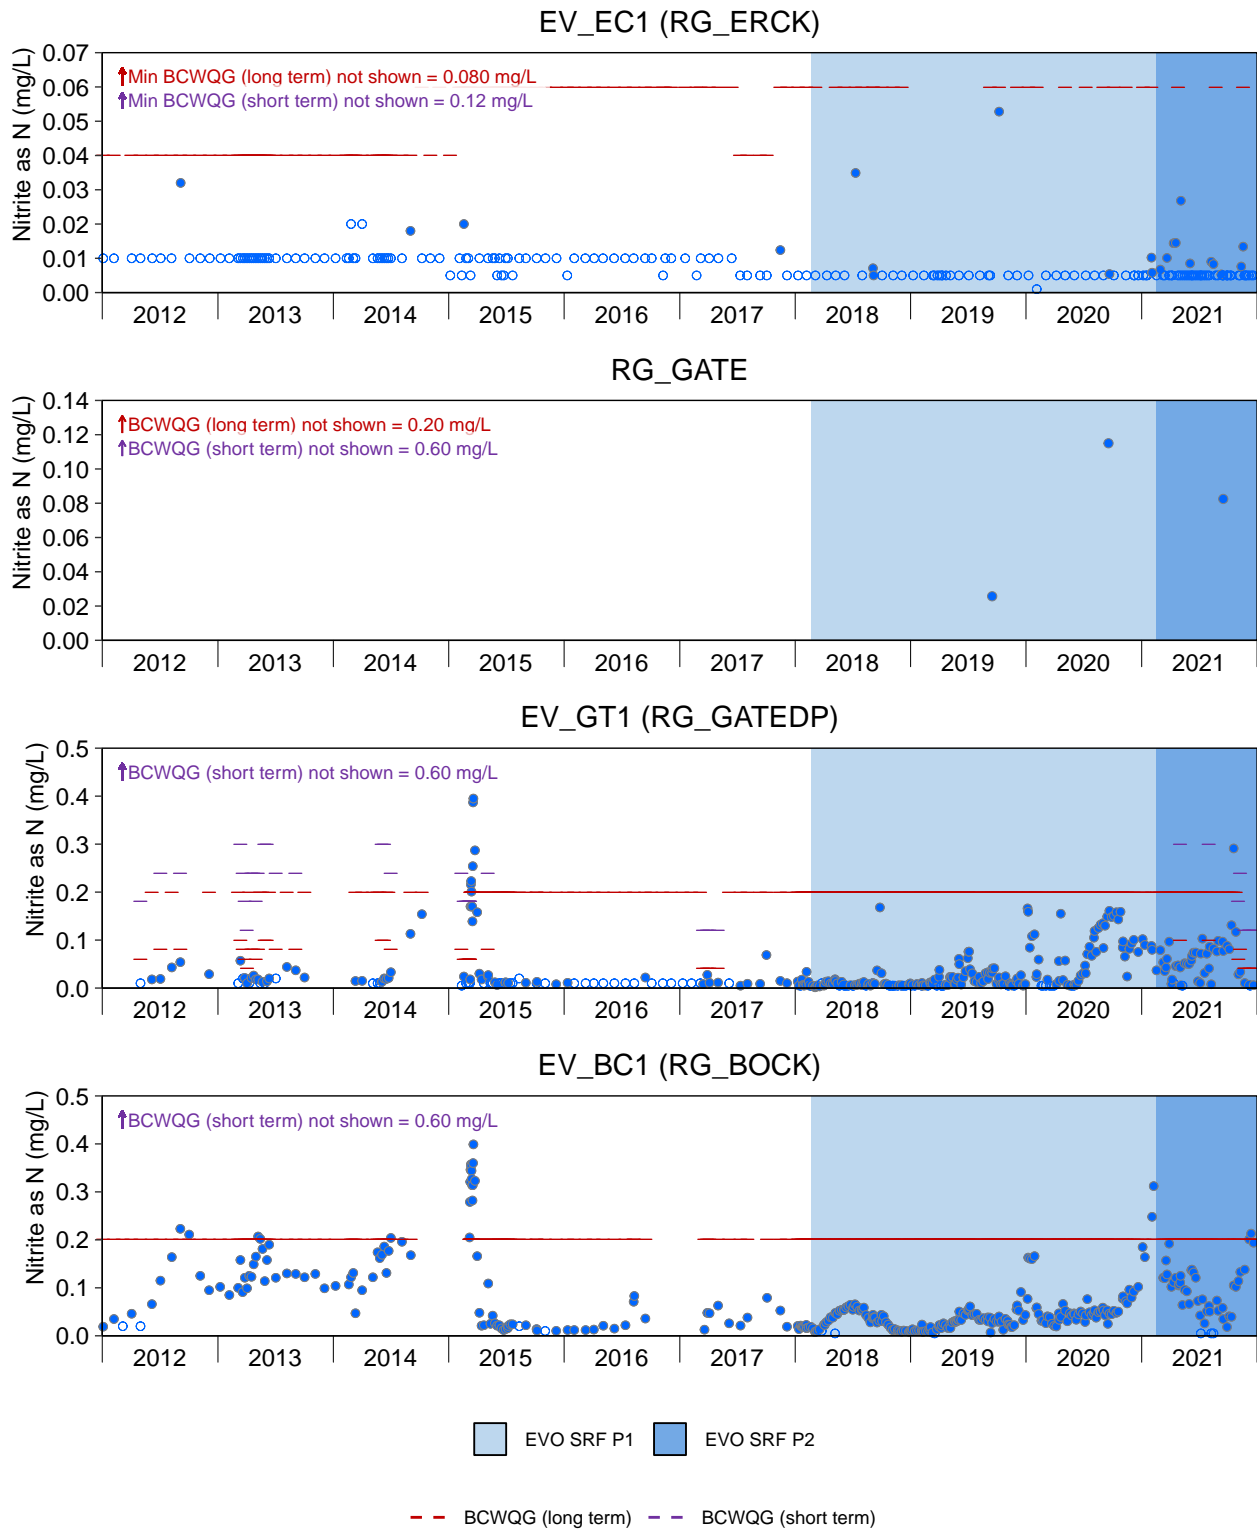 EV_EC1 (RG_ERCK)
Nitrite as N (mg/L)
0.07
0.06
0.05
0.04
0.03
0.02
0.01
0.00
Min BCWQG (long term) not shown = 0.080 mg/L
Min BCWQG (short term) not shown = 0.12 mg/L
2012 2013 2014 2015 2016 2017 2018 2019 2020 2021
RG_GATE
Nitrite as N (mg/L)
0.14
0.12
0.10
0.08
0.06
0.04
0.02
0.00
BCWQG (long term) not shown = 0.20 mg/L
BCWQG (short term) not shown = 0.60 mg/L
2012 2013 2014 2015 2016 2017 2018 2019 2020 2021
EV_GT1 (RG_GATEDP)
Nitrite as N (mg/L)
0.5
0.4
0.3
0.2
0.1
0.0
BCWQG (short term) not shown = 0.60 mg/L
2012 2013 2014 2015 2016 2017 2018 2019 2020 2021
EV_BC1 (RG_BOCK)
Nitrite as N (mg/L)
0.5
0.4
0.3
0.2
0.1
0.0
BCWQG (short term) not shown = 0.60 mg/L
2012 2013 2014 2015 2016 2017 2018 2019 2020 2021
EVO SRF P1 EVO SRF P2
BCWQG (long term) BCWQG (short term)